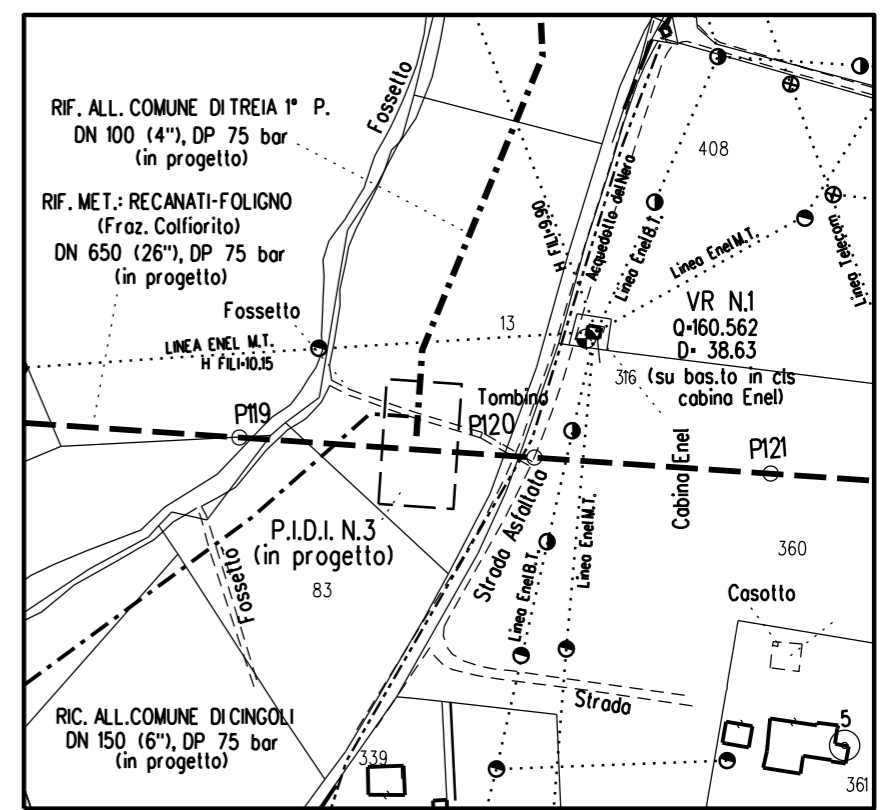 RIF. ALL. COMUNE DI TREIA 1° P.
DN 100 (4"), DP 75 bar
(in progetto)
RIF. MET.: RECANATI-FOLIGNO
(Fraz. Colfiorito)
DN 650 (26"), DP 75 bar
(in progetto)
Fossetto
408
H FILI=9.90
Acquedotto del Nero
Linea Enel B.T.
Linea Enel M.T.
Linea Telecom
Fossetto
LINEA ENEL M.T.
H FILI=10.15
13
VR N.1
Q=160.562
D= 38.63
(su bas.to in cls
cabina Enel)
316
Tombino
P119
P120
P121
Cabina Enel
Strada Asfaltata
Linea Enel M.T.
Linea Enel B.T.
P.I.D.I. N.3
(in progetto)
83
Fossetto
360
Casotto
Strada
RIC. ALL.COMUNE DI CINGOLI
DN 150 (6"), DP 75 bar
(in progetto)
339
5
361